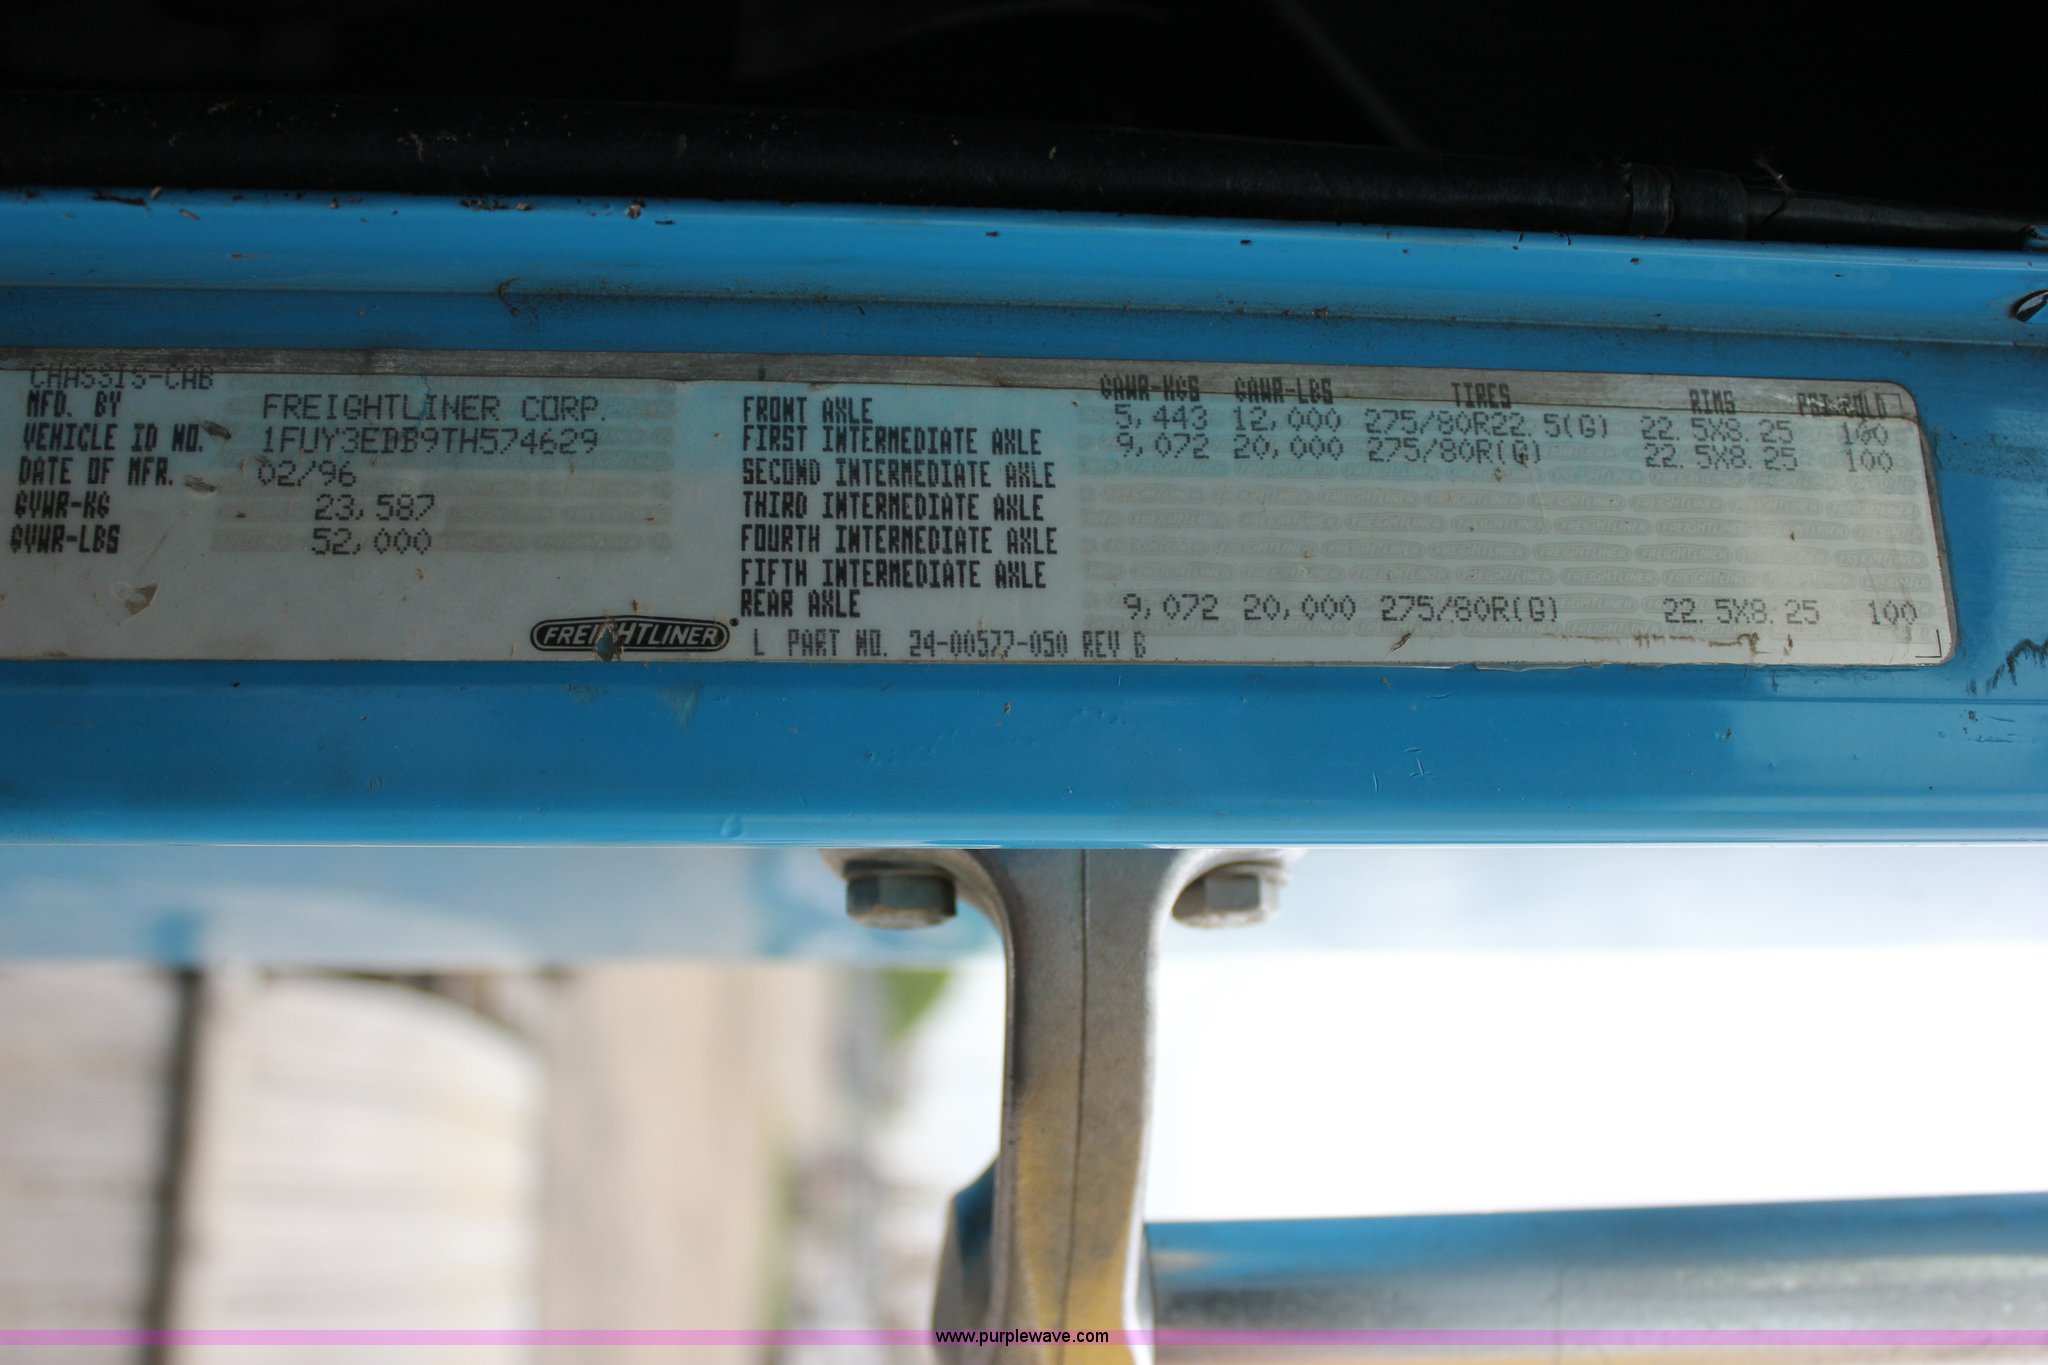 CHASSIS-CAB
MFD. BY FREIGHTLINER CORP.
VEHICLE ID NO. 1FUY3EDB9TH574629
DATE OF MFR. 02/96
GVWR-KG 23,587
GVWR-LBS 52,000
FREIGHTLINER
GAWR-KGS GAWR-LBS TIRES RIMS PSI-COLD
FRONT AXLE 5,443 12,000 275/80R22.5(G) 22.5X8.25 100
FIRST INTERMEDIATE AXLE 9,072 20,000 275/80R(G) 22.5X8.25 100
SECOND INTERMEDIATE AXLE
THIRD INTERMEDIATE AXLE
FOURTH INTERMEDIATE AXLE
FIFTH INTERMEDIATE AXLE
REAR AXLE 9,072 20,000 275/80R(G) 22.5X8.25 100
L PART NO. 24-00577-050 REV B
www.purplewave.com